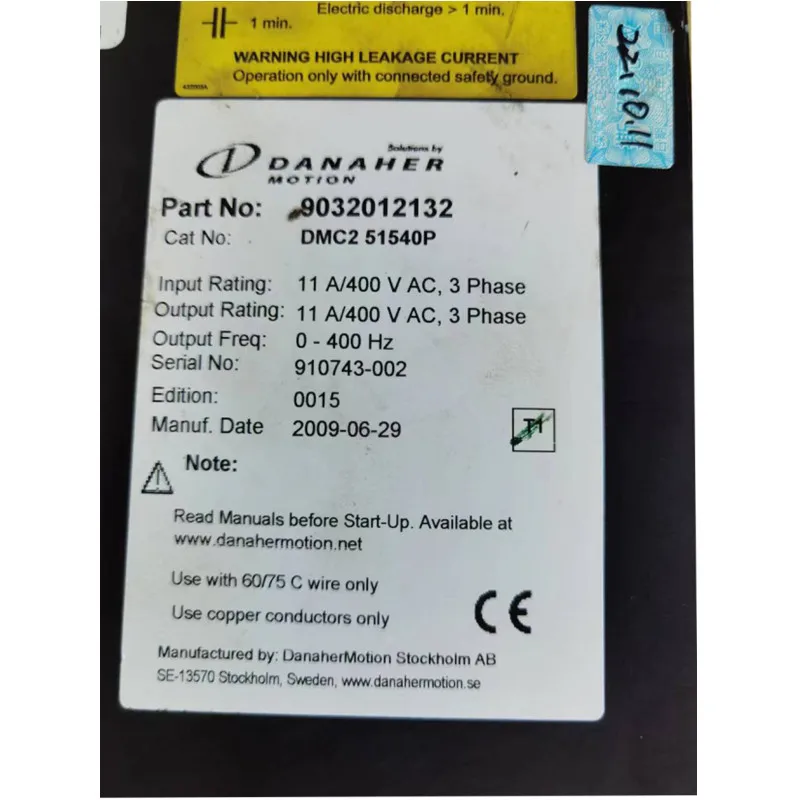 Electric discharge > 1 min.
1 min.
WARNING HIGH LEAKAGE CURRENT
Operation only with connected safety ground.
22.10.11
Solutions by
DANAHER
MOTION
Part No: 9032012132
Cat No: DMC2 51540P
Input Rating: 11 A/400 V AC, 3 Phase
Output Rating: 11 A/400 V AC, 3 Phase
Output Freq: 0 - 400 Hz
Serial No: 910743-002
Edition: 0015
Manuf. Date 2009-06-29
T1
Note:
Read Manuals before Start-Up. Available at
www.danahermotion.net
Use with 60/75 C wire only
Use copper conductors only
CE
Manufactured by: DanaherMotion Stockholm AB
SE-13570 Stockholm, Sweden, www.danahermotion.se